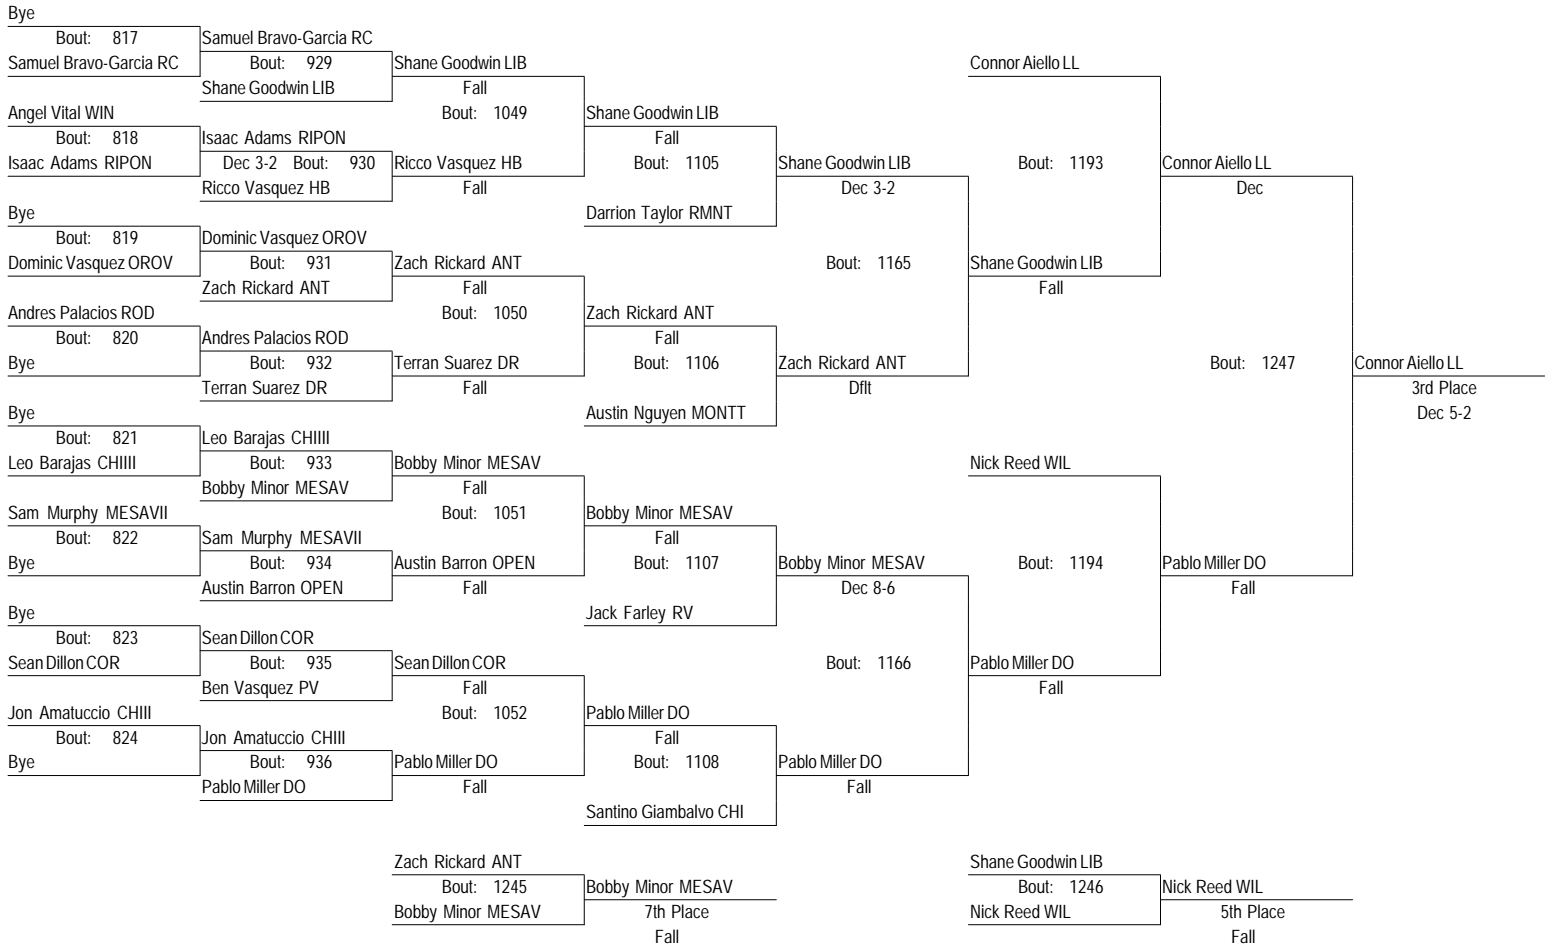 Bye
Bout: 817 Samuel Bravo-Garcia RC
Samuel Bravo-Garcia RC Bout: 929 Shane Goodwin LIB Connor Aiello LL
Shane Goodwin LIB Fall
Angel Vital WIN Bout: 1049 Shane Goodwin LIB
Bout: 818 Isaac Adams RIPON Fall
Isaac Adams RIPON Dec 3-2 Bout: 930 Ricco Vasquez HB Bout: 1105 Shane Goodwin LIB Bout: 1193 Connor Aiello LL
Ricco Vasquez HB Fall Dec 3-2 Dec
Bye Darrion Taylor RMNT
Bout: 819 Dominic Vasquez OROV
Dominic Vasquez OROV Bout: 931 Zach Rickard ANT Bout: 1165 Shane Goodwin LIB
Zach Rickard ANT Fall Fall
Andres Palacios ROD Bout: 1050 Zach Rickard ANT
Bout: 820 Andres Palacios ROD Fall
Bye Bout: 932 Terran Suarez DR Bout: 1106 Zach Rickard ANT Bout: 1247 Connor Aiello LL
Terran Suarez DR Fall Dflt 3rd Place
Bye Austin Nguyen MONTT Dec 5-2
Bout: 821 Leo Barajas CHIIII
Leo Barajas CHIIII Bout: 933 Bobby Minor MESAV Nick Reed WIL
Bobby Minor MESAV Fall
Sam Murphy MESAVII Bout: 1051 Bobby Minor MESAV
Bout: 822 Sam Murphy MESAVII Fall
Bye Bout: 934 Austin Barron OPEN Bout: 1107 Bobby Minor MESAV Bout: 1194 Pablo Miller DO
Austin Barron OPEN Fall Dec 8-6 Fall
Bye Jack Farley RV
Bout: 823 Sean Dillon COR
Sean Dillon COR Bout: 935 Sean Dillon COR Bout: 1166 Pablo Miller DO
Ben Vasquez PV Fall Fall
Jon Amatuccio CHIII Bout: 1052 Pablo Miller DO
Bout: 824 Jon Amatuccio CHIII Fall
Bye Bout: 936 Pablo Miller DO Bout: 1108 Pablo Miller DO
Pablo Miller DO Fall Fall
Santino Giambalvo CHI
Zach Rickard ANT Shane Goodwin LIB
Bout: 1245 Bobby Minor MESAV Bout: 1246 Nick Reed WIL
Bobby Minor MESAV 7th Place Nick Reed WIL 5th Place
Fall Fall